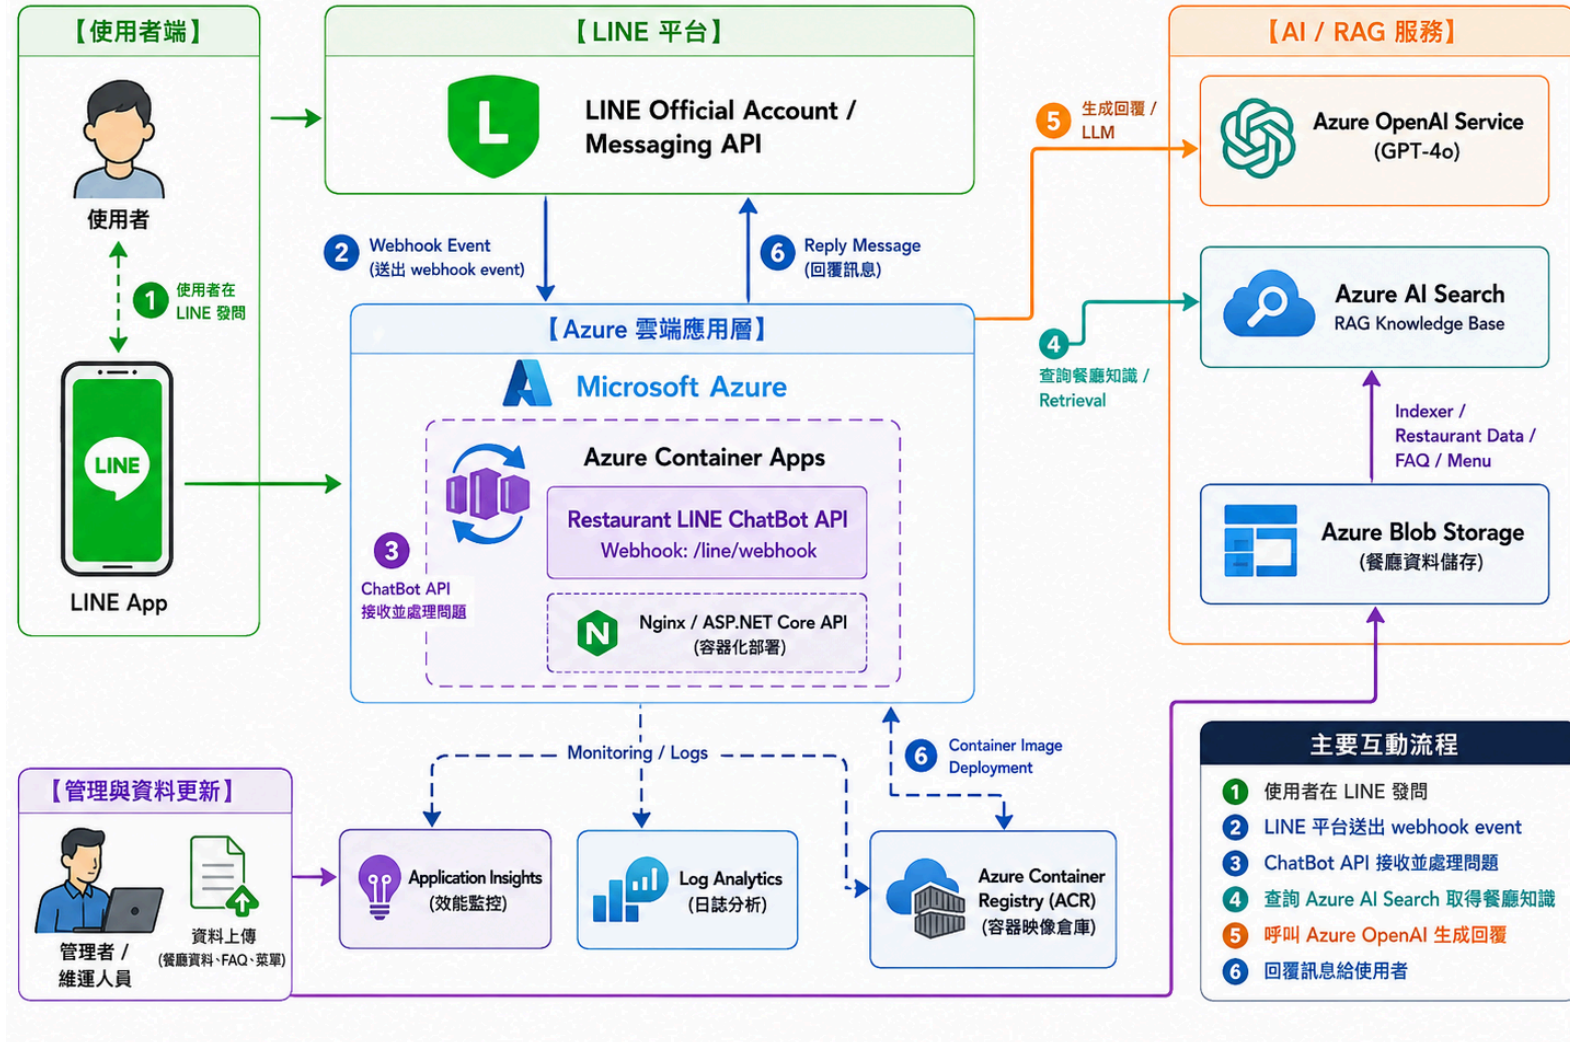 【使用者端】
使用者
1
使用者在
LINE 發問
LINE
LINE App
【LINE 平台】
L
LINE Official Account /
Messaging API
2
Webhook Event
(送出 webhook event)
6
Reply Message
(回覆訊息)
【Azure 雲端應用層】
Microsoft Azure
Azure Container Apps
Restaurant LINE ChatBot API
Webhook: /line/webhook
3
ChatBot API
接收並處理問題
N
Nginx / ASP.NET Core API
(容器化部署)
【AI / RAG 服務】
5
生成回覆 /
LLM
Azure OpenAI Service
(GPT-4o)
4
查詢餐廳知識 /
Retrieval
Azure AI Search
RAG Knowledge Base
Indexer /
Restaurant Data /
FAQ / Menu
Azure Blob Storage
(餐廳資料儲存)
Monitoring / Logs
6
Container Image
Deployment
【管理與資料更新】
管理者 /
維運人員
資料上傳
(餐廳資料、FAQ、菜單)
Application Insights
(效能監控)
Log Analytics
(日誌分析)
Azure Container
Registry (ACR)
(容器映像倉庫)
主要互動流程
1 使用者在 LINE 發問
2 LINE 平台送出 webhook event
3 ChatBot API 接收並處理問題
4 查詢 Azure AI Search 取得餐廳知識
5 呼叫 Azure OpenAI 生成回覆
6 回覆訊息給使用者